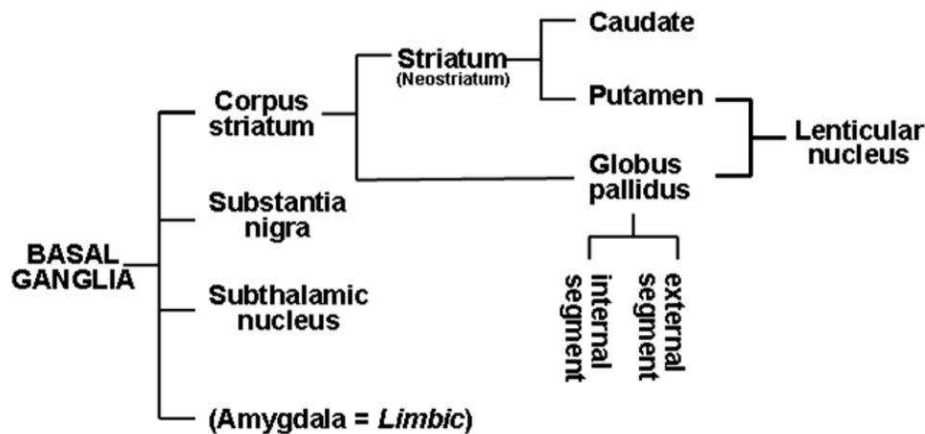 Caudate
Striatum
(Neostriatum)
Putamen
Corpus
striatum
Lenticular
nucleus
Globus
pallidus
Substantia
nigra
BASAL
GANGLIA
internal
segment
external
segment
Subthalamic
nucleus
(Amygdala = Limbic)